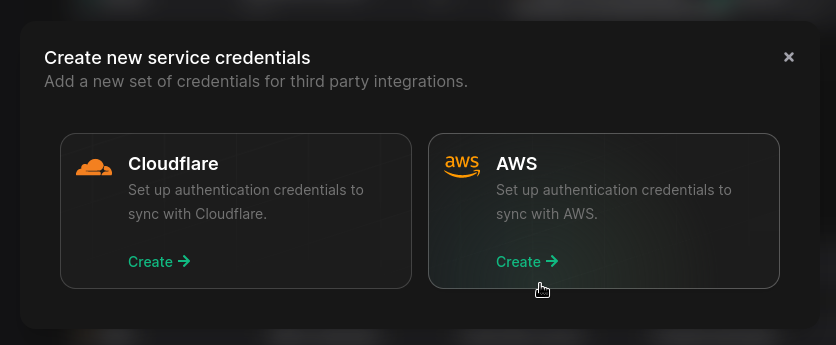 Create new service credentials
Add a new set of credentials for third party integrations.
Cloudflare
Set up authentication credentials to
sync with Cloudflare.
Create
aws
AWS
Set up authentication credentials to
sync with AWS.
Create